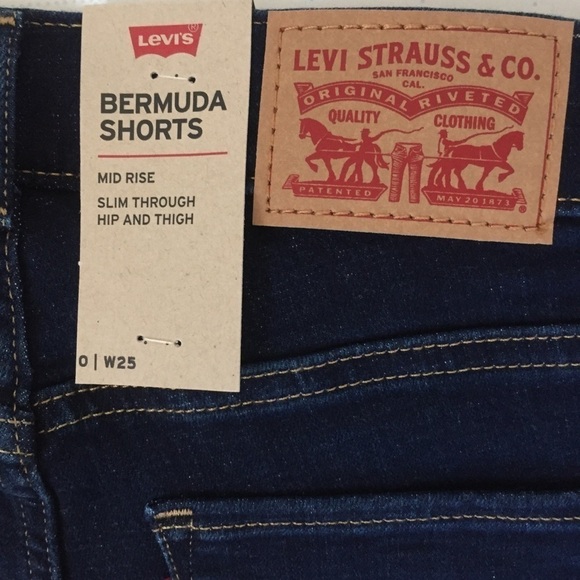 Levi's
BERMUDA
SHORTS
MID RISE
SLIM THROUGH
HIP AND THIGH
0 | W25
LEVI STRAUSS & CO.
SAN FRANCISCO
CAL.
ORIGINAL RIVETED
QUALITY CLOTHING
PATENTED MAY 20 1873
®